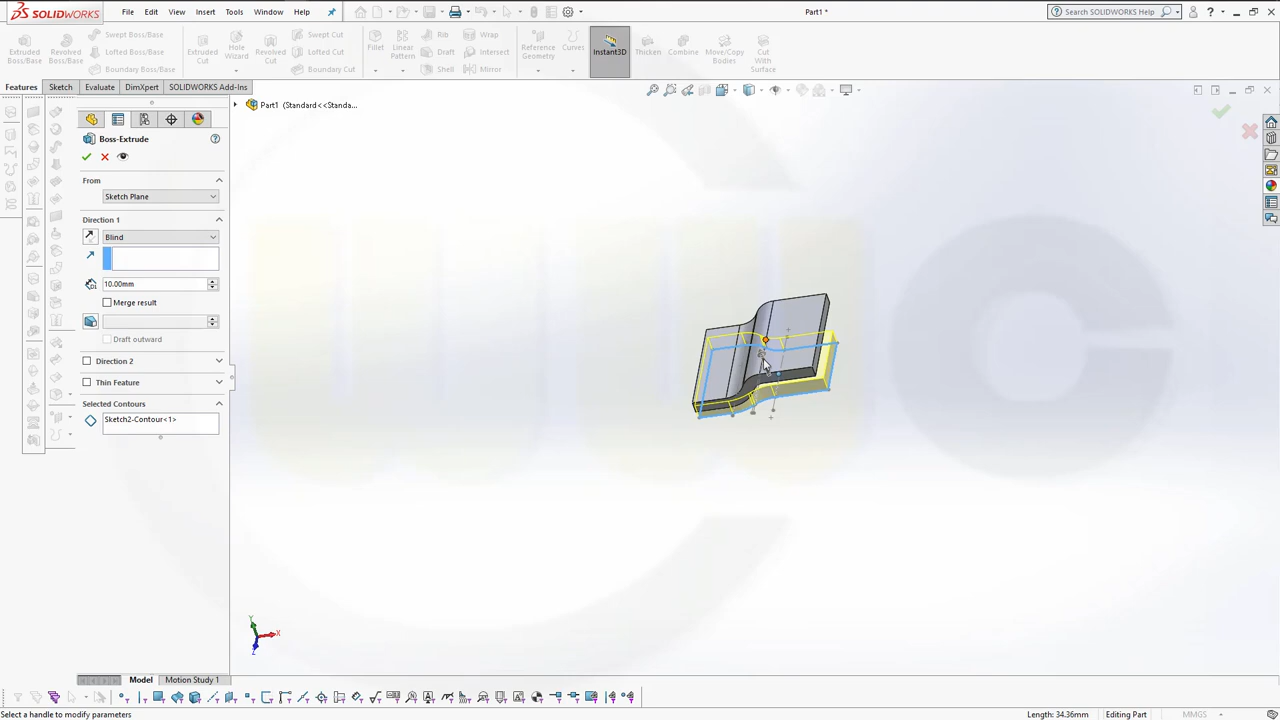 SOLIDWORKS
File Edit View Insert Tools Window Help
Part1 *
Search SOLIDWORKS Help
Extruded Boss/Base
Revolved Boss/Base
Swept Boss/Base
Lofted Boss/Base
Boundary Boss/Base
Extruded Cut
Hole Wizard
Revolved Cut
Swept Cut
Lofted Cut
Boundary Cut
Fillet
Linear Pattern
Rib
Draft
Shell
Wrap
Intersect
Mirror
Reference Geometry
Curves
Instant3D
Thicken
Combine
Move/Copy Bodies
Cut With Surface
Features Sketch Evaluate DimXpert SOLIDWORKS Add-Ins
Part1 (Standard<<Standa...
Boss-Extrude
From
Sketch Plane
Direction 1
Blind
10.00mm
Merge result
Draft outward
Direction 2
Thin Feature
Selected Contours
Sketch2-Contour<1>
Y
X
Z
Model Motion Study 1
Select a handle to modify parameters
Length: 34.36mm
Editing Part
MMGS